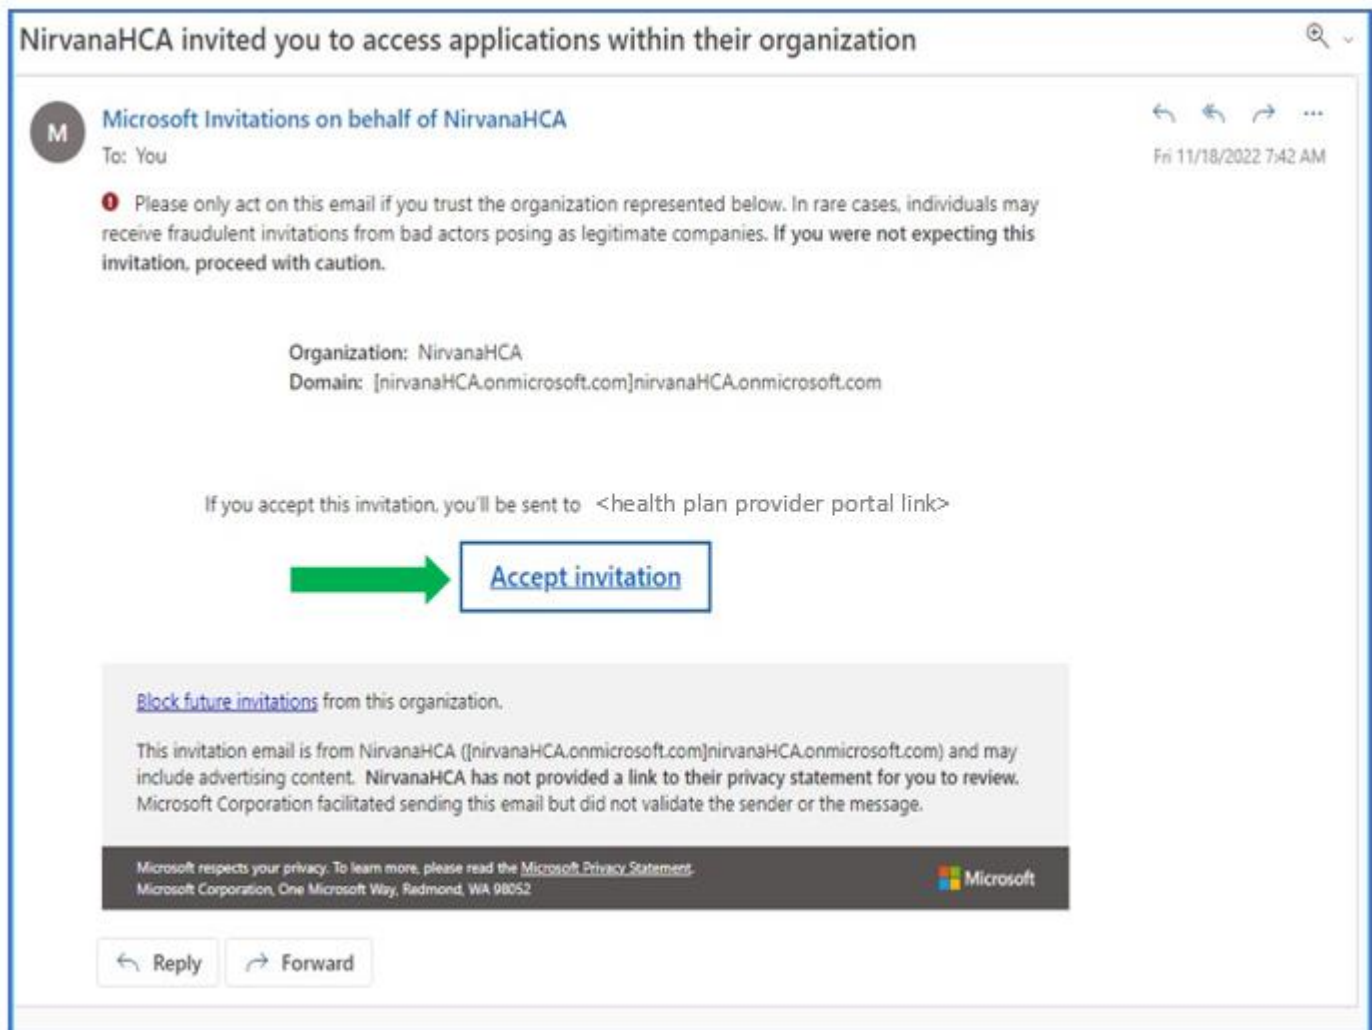 NirvanaHCA invited you to access applications within their organization
M
Microsoft Invitations on behalf of NirvanaHCA
To: You
Fri 11/18/2022 7:42 AM
Please only act on this email if you trust the organization represented below. In rare cases, individuals may
receive fraudulent invitations from bad actors posing as legitimate companies. If you were not expecting this
invitation, proceed with caution.
Organization: NirvanaHCA
Domain: [nirvanaHCA.onmicrosoft.com]nirvanaHCA.onmicrosoft.com
If you accept this invitation, you'll be sent to <health plan provider portal link>
Accept invitation
Block future invitations from this organization.
This invitation email is from NirvanaHCA ([nirvanaHCA.onmicrosoft.com]nirvanaHCA.onmicrosoft.com) and may
include advertising content. NirvanaHCA has not provided a link to their privacy statement for you to review.
Microsoft Corporation facilitated sending this email but did not validate the sender or the message.
Microsoft respects your privacy. To learn more, please read the Microsoft Privacy Statement.
Microsoft Corporation, One Microsoft Way, Redmond, WA 98052
Microsoft
Reply
Forward